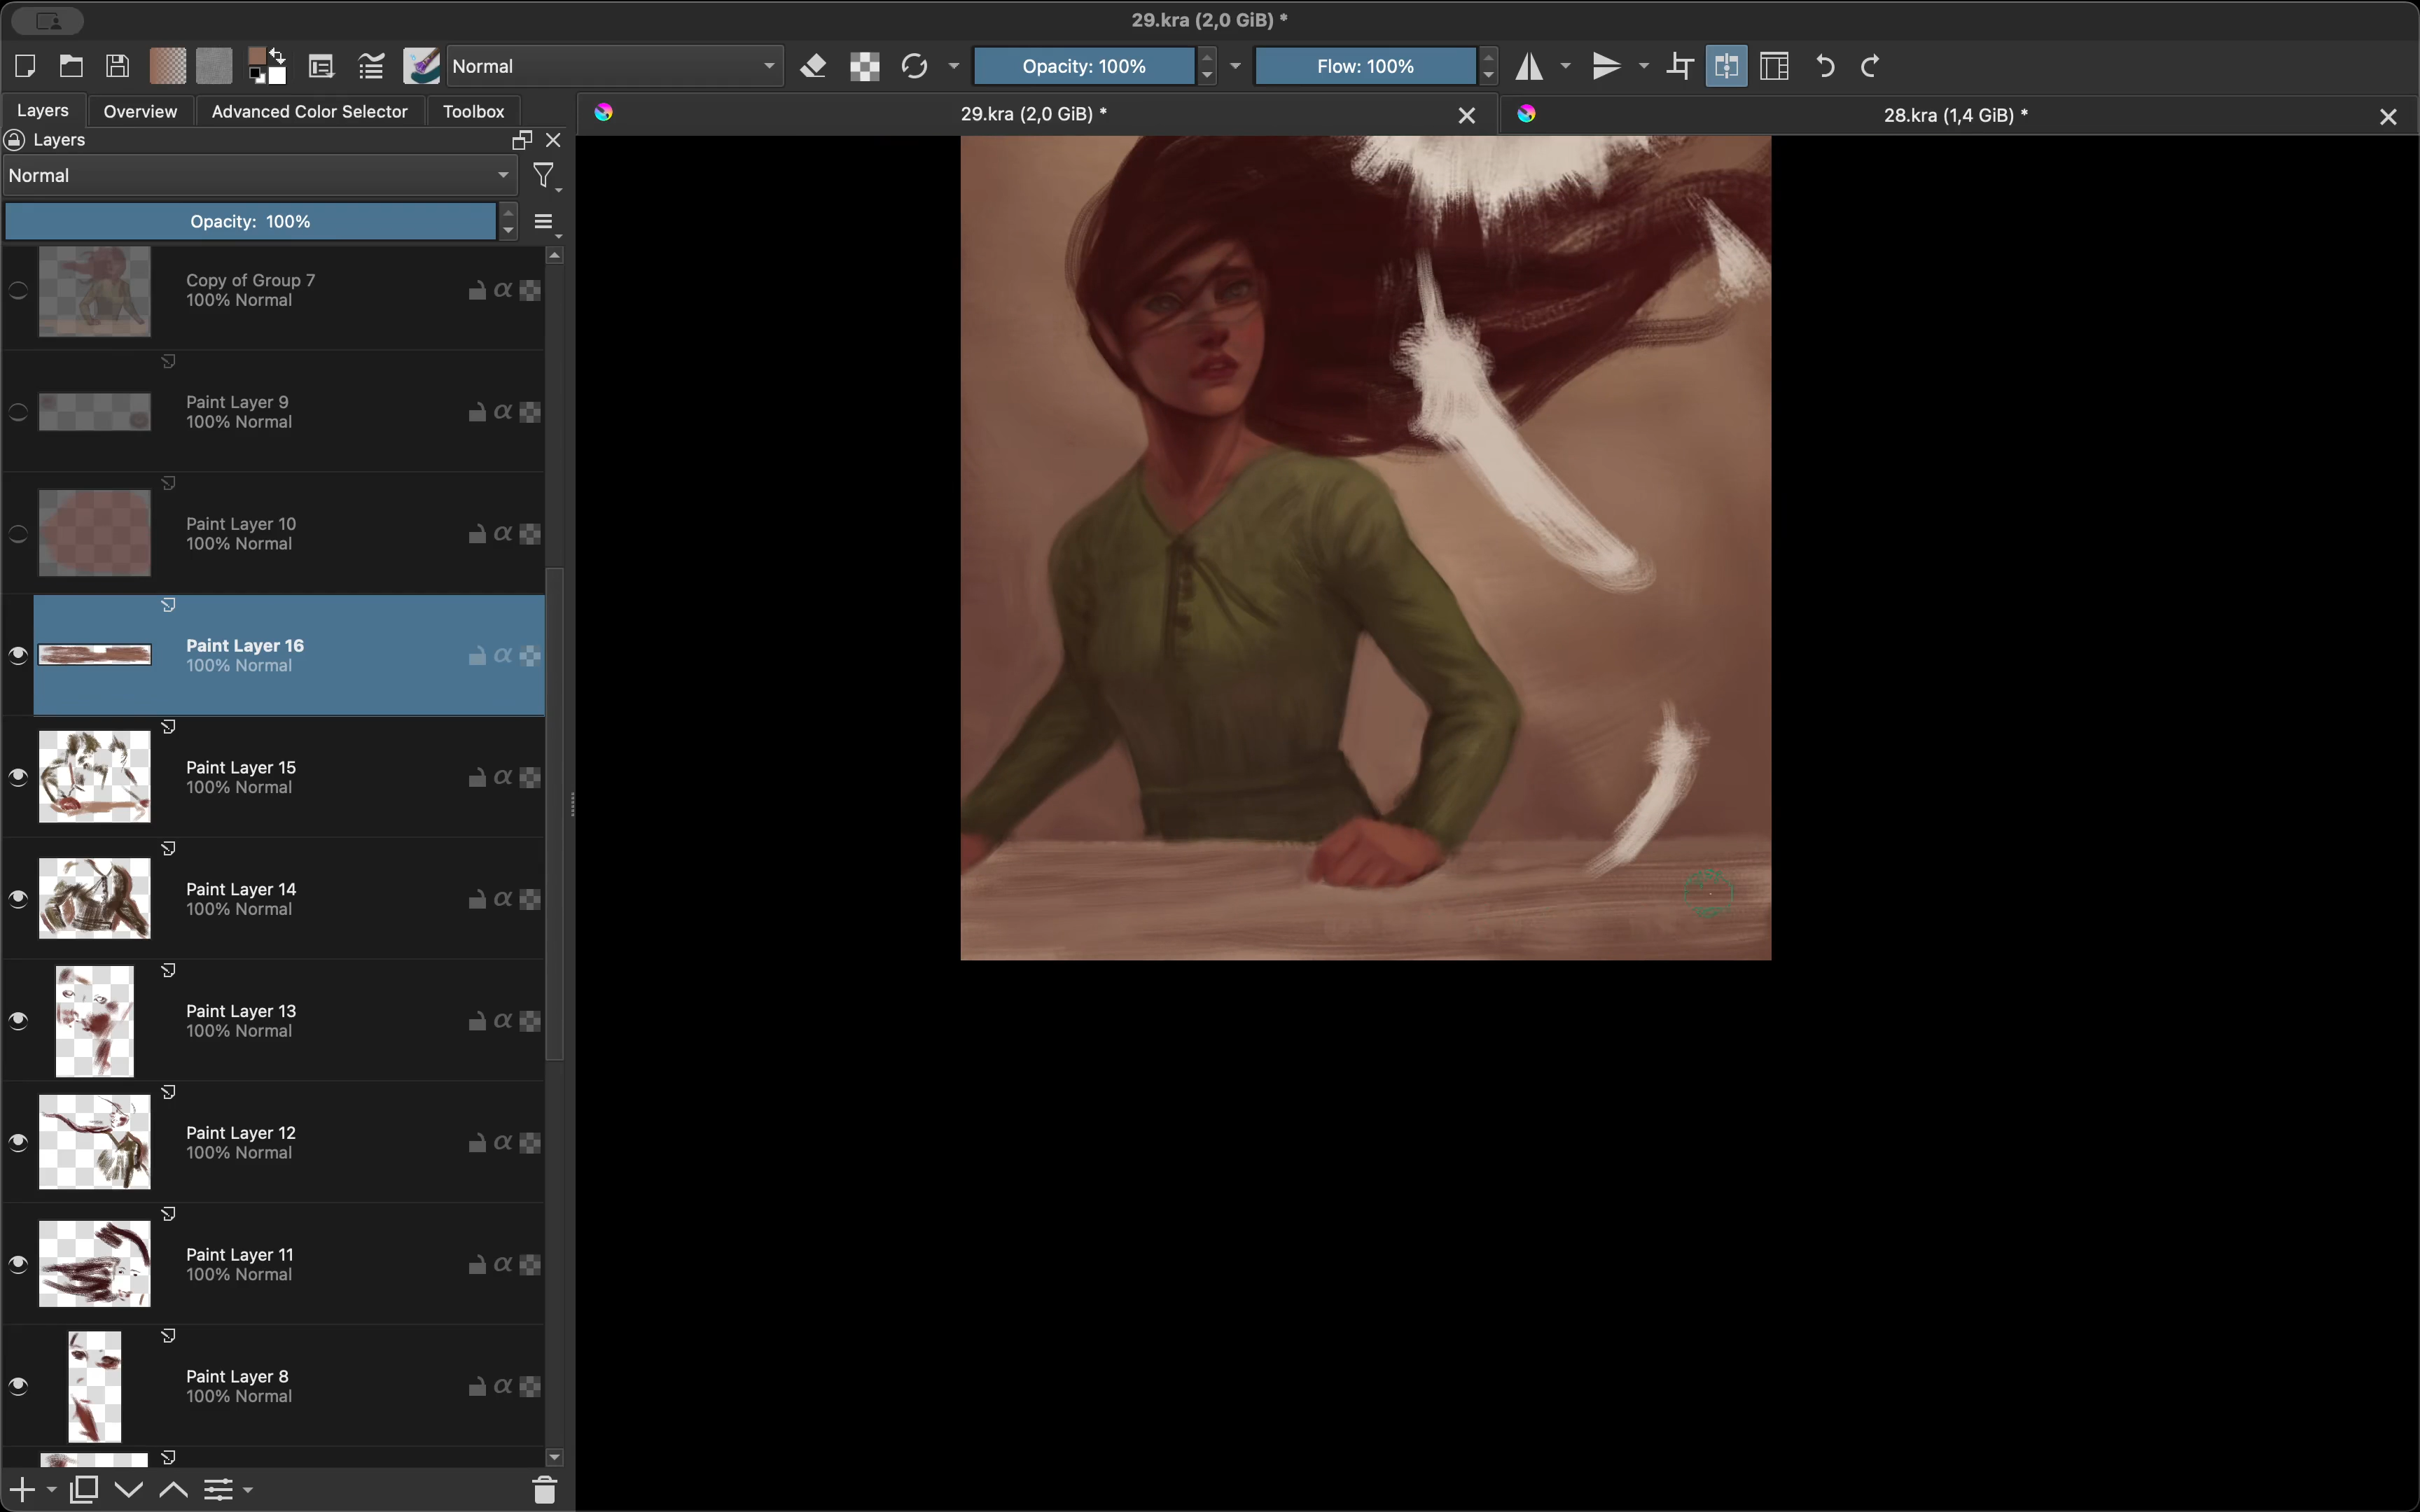 29.kra (2,0 GiB) *
Normal
Opacity: 100%
Flow: 100%
Layers
Overview
Advanced Color Selector
Toolbox
29.kra (2,0 GiB) *
28.kra (1,4 GiB) *
Layers
Normal
Opacity: 100%
Copy of Group 7
100% Normal
α
Paint Layer 9
100% Normal
α
Paint Layer 10
100% Normal
α
Paint Layer 16
100% Normal
α
Paint Layer 15
100% Normal
α
Paint Layer 14
100% Normal
α
Paint Layer 13
100% Normal
α
Paint Layer 12
100% Normal
α
Paint Layer 11
100% Normal
α
Paint Layer 8
100% Normal
α